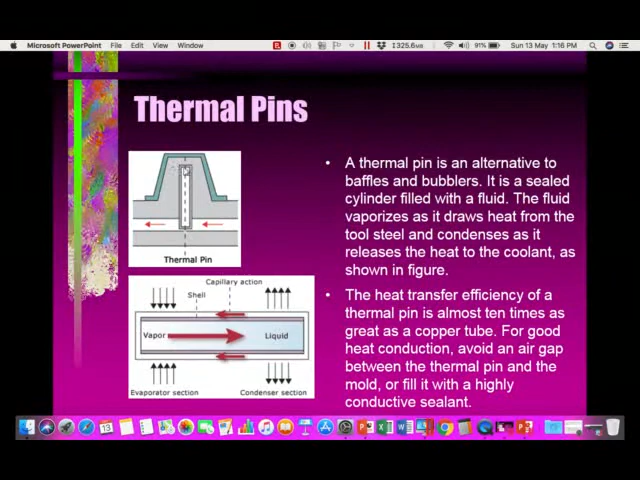 Microsoft PowerPoint File Edit View Window
91% Sun 13 May 1:16 PM
Thermal Pins
Thermal Pin
• A thermal pin is an alternative to
baffles and bubblers. It is a sealed
cylinder filled with a fluid. The fluid
vaporizes as it draws heat from the
tool steel and condenses as it
releases the heat to the coolant, as
shown in figure.
Capillary action
Shell
Vapor
Liquid
Evaporator section
Condenser section
• The heat transfer efficiency of a
thermal pin is almost ten times as
great as a copper tube. For good
heat conduction, avoid an air gap
between the thermal pin and the
mold, or fill it with a highly
conductive sealant.
13